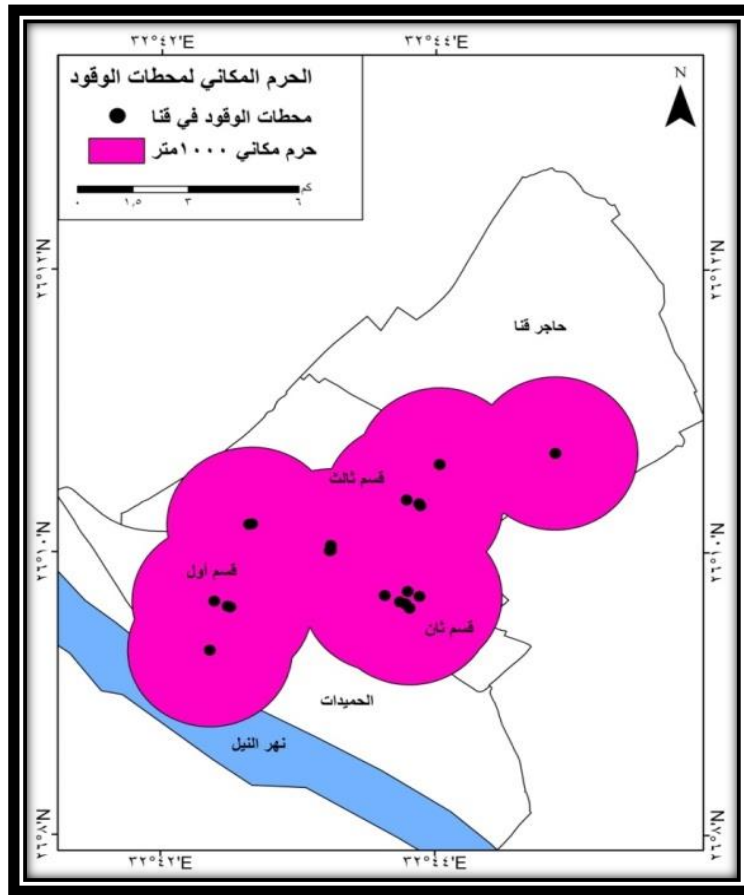 ٣٢°٤٢'E
٣٢°٤٤'E
الحرم المكاني لمحطات الوقود
محطات الوقود في قنا
حرم مكاني ١٠٠٠متر
كم
٠ ١,٥ ٣ ٦
N
حاجر قنا
قسم ثالث
قسم أول
قسم ثان
الحميدات
نهر النيل
٣٢°٤٢'E
٣٢°٤٤'E